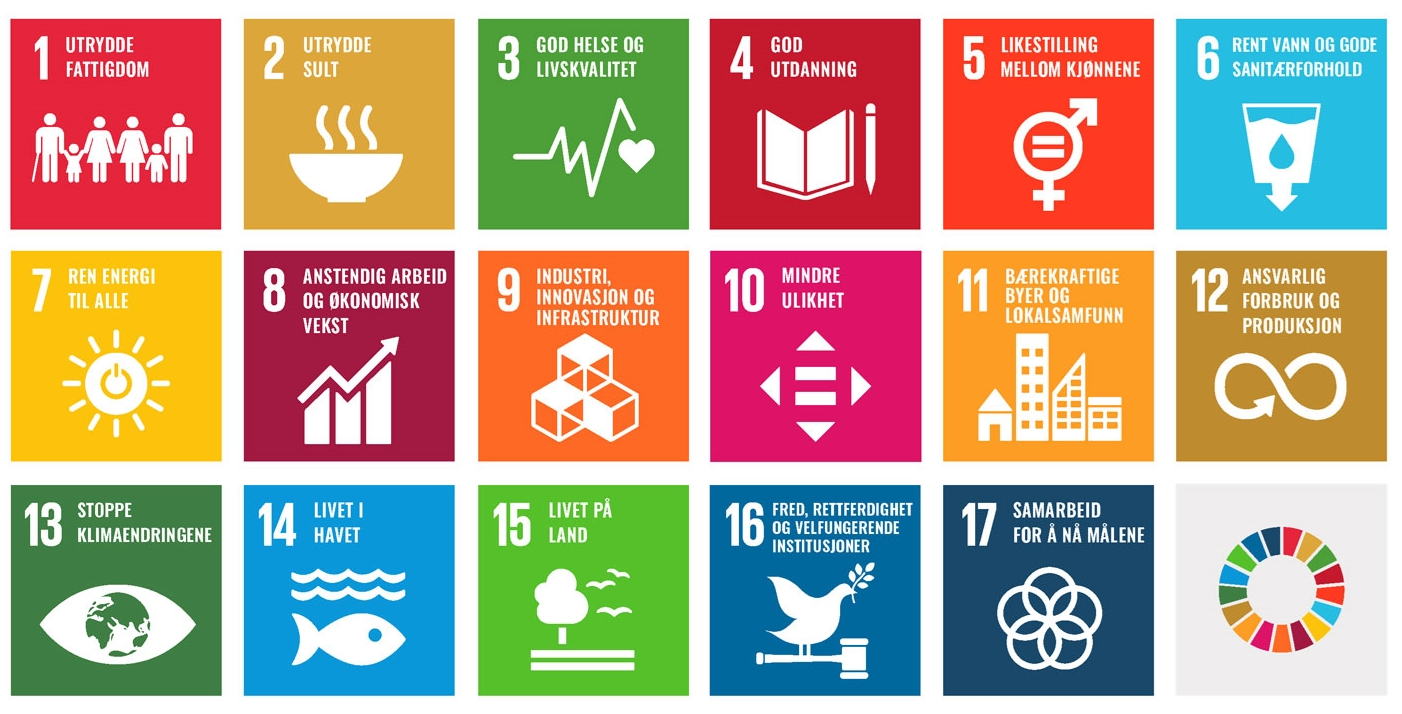 1 UTRYDDE
FATTIGDOM
2 UTRYDDE
SULT
3 GOD HELSE OG
LIVSKVALITET
4 GOD
UTDANNING
5 LIKESTILLING
MELLOM KJØNNENE
6 RENT VANN OG GODE
SANITÆRFORHOLD
7 REN ENERGI
TIL ALLE
8 ANSTENDIG ARBEID
OG ØKONOMISK
VEKST
9 INDUSTRI,
INNOVASJON OG
INFRASTRUKTUR
10 MINDRE
ULIKHET
11 BÆREKRAFTIGE
BYER OG
LOKALSAMFUNN
12 ANSVARLIG
FORBRUK OG
PRODUKSJON
13 STOPPE
KLIMAENDRINGENE
14 LIVET I
HAVET
15 LIVET PÅ
LAND
16 FRED, RETTFERDIGHET
OG VELFUNGERENDE
INSTITUSJONER
17 SAMARBEID
FOR Å NÅ MÅLENE